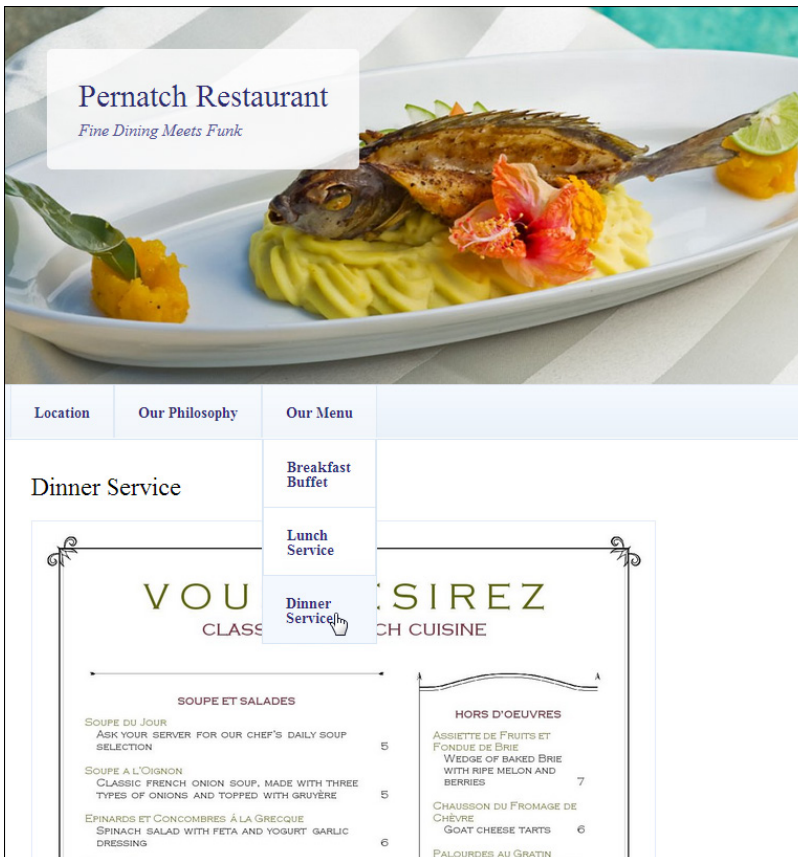 Pernatch Restaurant
Fine Dining Meets Funk
Location
Our Philosophy
Our Menu
Breakfast
Buffet
Lunch
Service
Dinner
Service
Dinner Service
VOU SIREZ
CLASS CH CUISINE
SOUPE ET SALADES
SOUPE DU JOUR
ASK YOUR SERVER FOR OUR CHEF'S DAILY SOUP
SELECTION 5
SOUPE A L'OIGNON
CLASSIC FRENCH ONION SOUP, MADE WITH THREE
TYPES OF ONIONS AND TOPPED WITH GRUYÈRE 5
EPINARDS ET CONCOMBRES Á LA GRECQUE
SPINACH SALAD WITH FETA AND YOGURT GARLIC
DRESSING 6
HORS D'OEUVRES
ASSIETTE DE FRUITS ET
FONDUE DE BRIE
WEDGE OF BAKED BRIE
WITH RIPE MELON AND
BERRIES 7
CHAUSSON DU FROMAGE DE
CHÈVRE
GOAT CHEESE TARTS 6
PALOURDES AU GRATIN